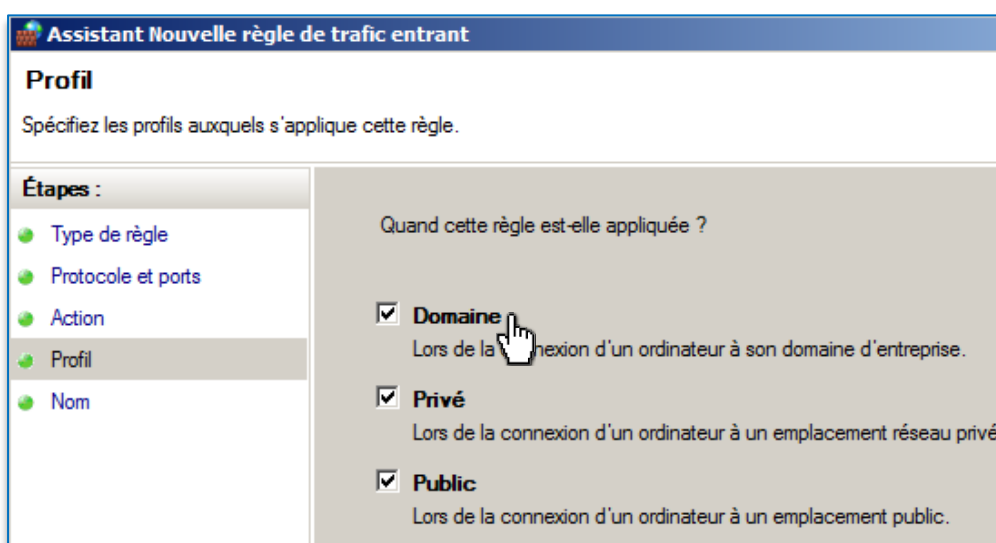 Assistant Nouvelle règle de trafic entrant
Profil
Spécifiez les profils auxquels s'applique cette règle.
Étapes :
Type de règle
Protocole et ports
Action
Profil
Nom
Quand cette règle est-elle appliquée ?
Domaine
Lors de la nexion d'un ordinateur à son domaine d'entreprise.
Privé
Lors de la connexion d'un ordinateur à un emplacement réseau privé
Public
Lors de la connexion d'un ordinateur à un emplacement public.